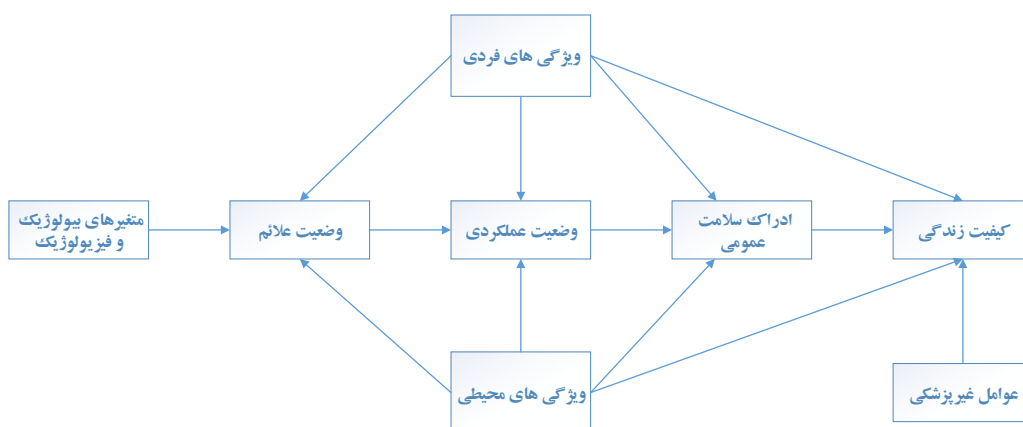 ویژگی های فردی
متغیرهای بیولوژیک
و فیزیولوژیک
وضعیت علائم
وضعیت عملکردی
ادراک سلامت
عمومی
کیفیت زندگی
ویژگی های محیطی
عوامل غیرپزشکی